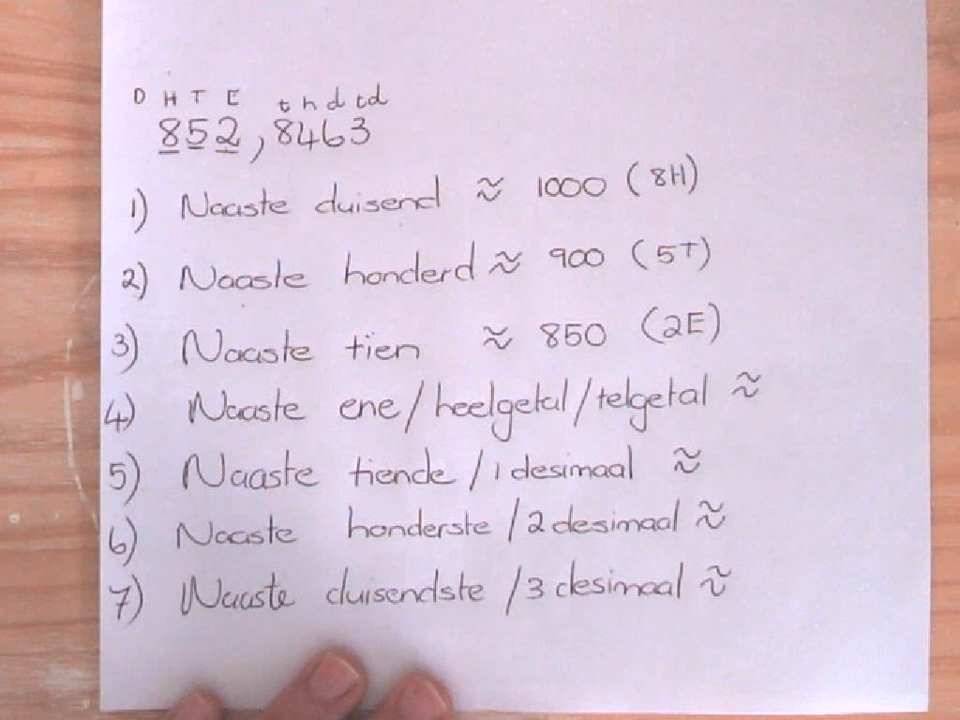 D H T E t h d td
852,8463
1) Naaste duisend ≈ 1000 (8H)
2) Naaste honderd ≈ 900 (5T)
3) Naaste tien ≈ 850 (2E)
4) Naaste ene/heelgetal/telgetal ≈
5) Naaste tiende/1 desimaal ≈
6) Naaste honderste/2 desimaal ≈
7) Naaste duisendste/3 desimaal ≈